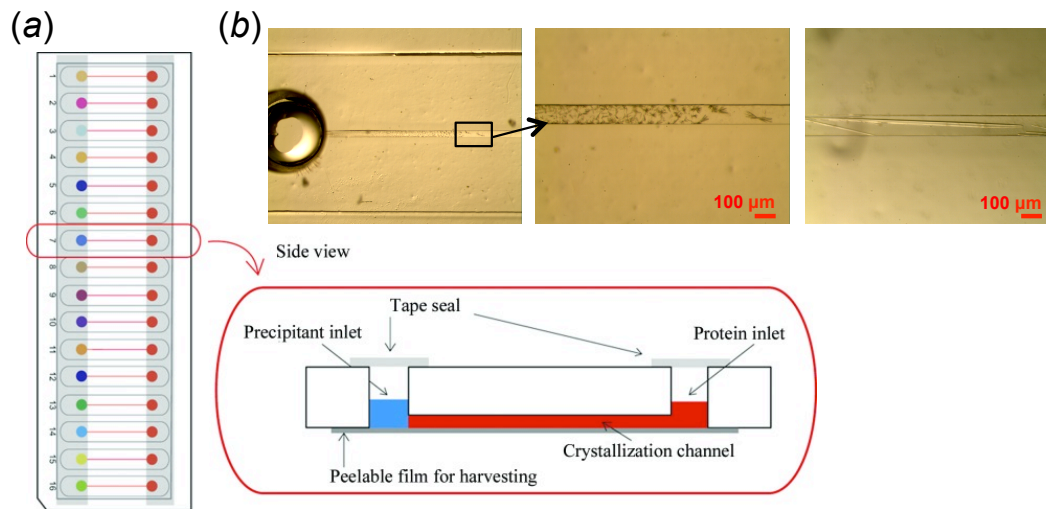 (a)
(b)
1
2
3
4
5
6
7
8
9
10
11
12
13
14
15
16
100 µm
100 µm
Side view
Tape seal
Precipitant inlet
Protein inlet
Crystallization channel
Peelable film for harvesting